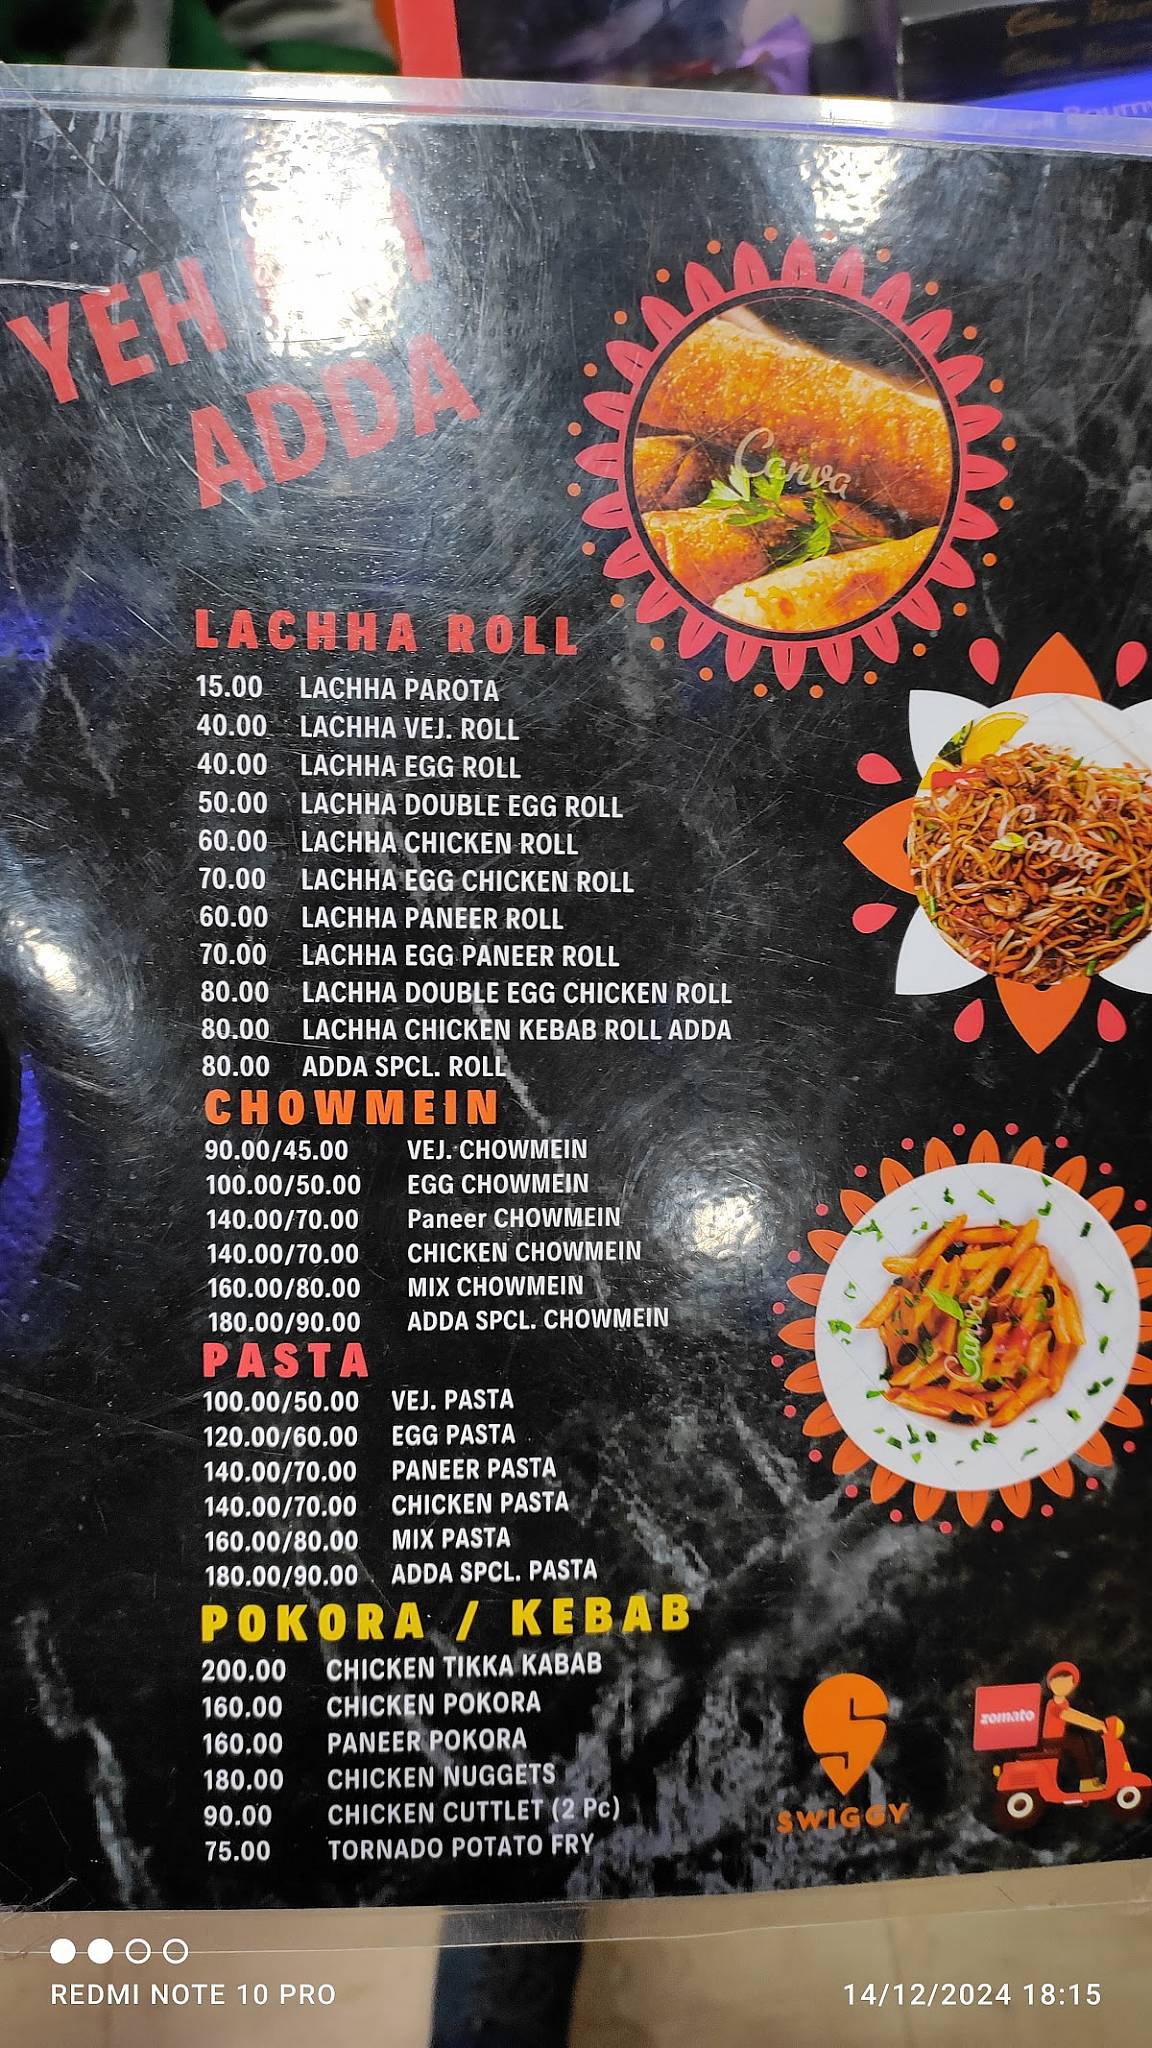 YEH
ADDA
Canva
LACHHA ROLL
15.00 LACHHA PAROTA
40.00 LACHHA VEJ. ROLL
40.00 LACHHA EGG ROLL
50.00 LACHHA DOUBLE EGG ROLL
60.00 LACHHA CHICKEN ROLL
70.00 LACHHA EGG CHICKEN ROLL
60.00 LACHHA PANEER ROLL
70.00 LACHHA EGG PANEER ROLL
80.00 LACHHA DOUBLE EGG CHICKEN ROLL
80.00 LACHHA CHICKEN KEBAB ROLL ADDA
80.00 ADDA SPCL. ROLL
Canva
CHOWMEIN
90.00/45.00 VEJ. CHOWMEIN
100.00/50.00 EGG CHOWMEIN
140.00/70.00 Paneer CHOWMEIN
140.00/70.00 CHICKEN CHOWMEIN
160.00/80.00 MIX CHOWMEIN
180.00/90.00 ADDA SPCL. CHOWMEIN
Canva
PASTA
100.00/50.00 VEJ. PASTA
120.00/60.00 EGG PASTA
140.00/70.00 PANEER PASTA
140.00/70.00 CHICKEN PASTA
160.00/80.00 MIX PASTA
180.00/90.00 ADDA SPCL. PASTA
POKORA / KEBAB
200.00 CHICKEN TIKKA KABAB
160.00 CHICKEN POKORA
160.00 PANEER POKORA
180.00 CHICKEN NUGGETS
90.00 CHICKEN CUTTLET (2 Pc)
75.00 TORNADO POTATO FRY
SWIGGY
zomato
REDMI NOTE 10 PRO
14/12/2024 18:15